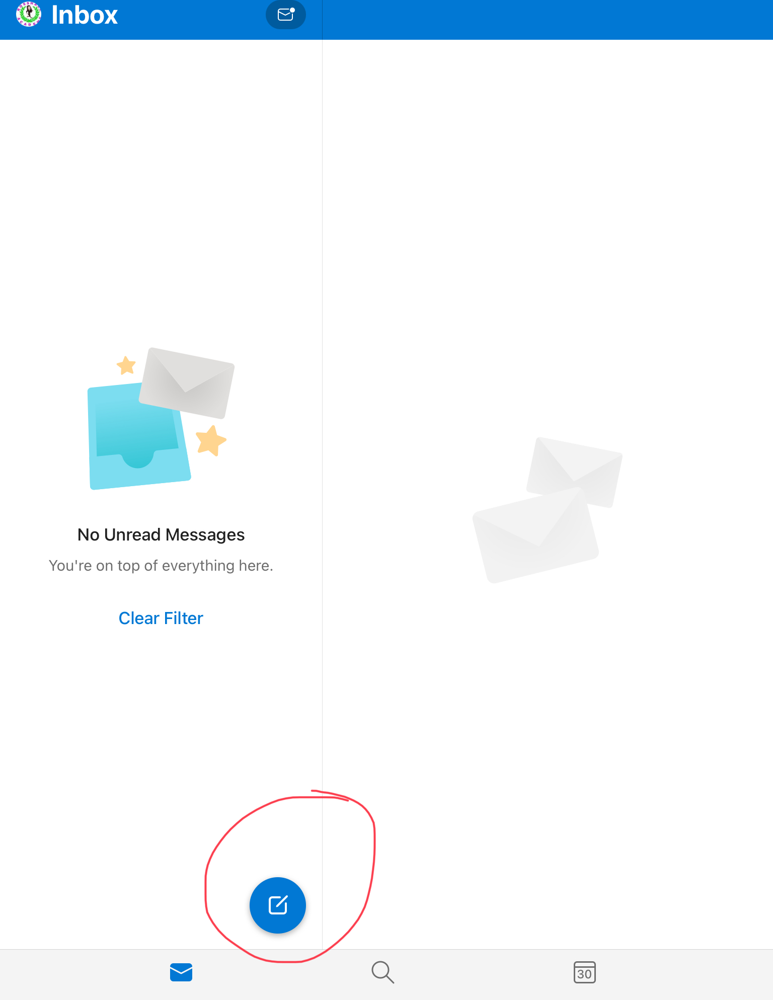 Inbox
No Unread Messages
You're on top of everything here.
Clear Filter
30